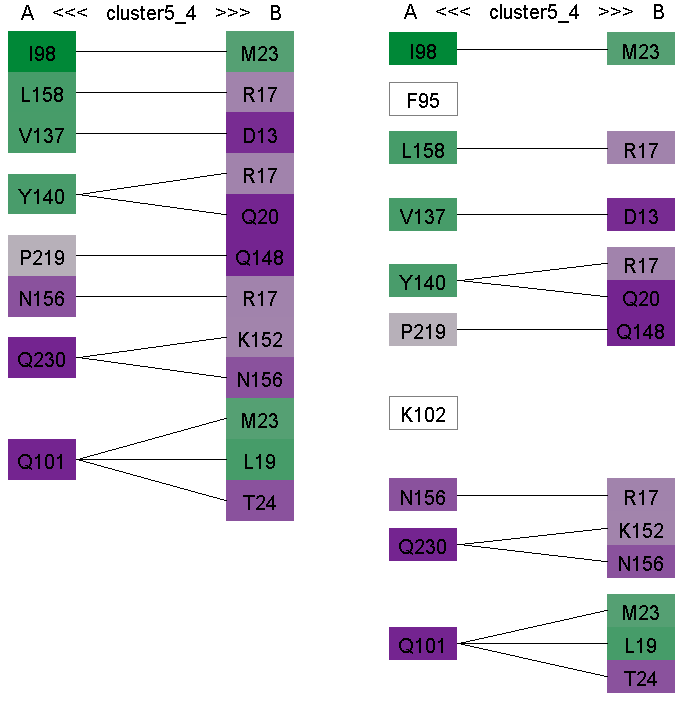 A <<< cluster5_4 >>> B
I98 M23
L158 R17
V137 D13
R17
Y140
Q20
P219 Q148
N156 R17
K152
Q230
N156
M23
Q101 L19
T24
A <<< cluster5_4 >>> B
I98 M23
F95
L158 R17
V137 D13
R17
Y140
Q20
P219 Q148
K102
N156 R17
K152
Q230
N156
M23
Q101 L19
T24